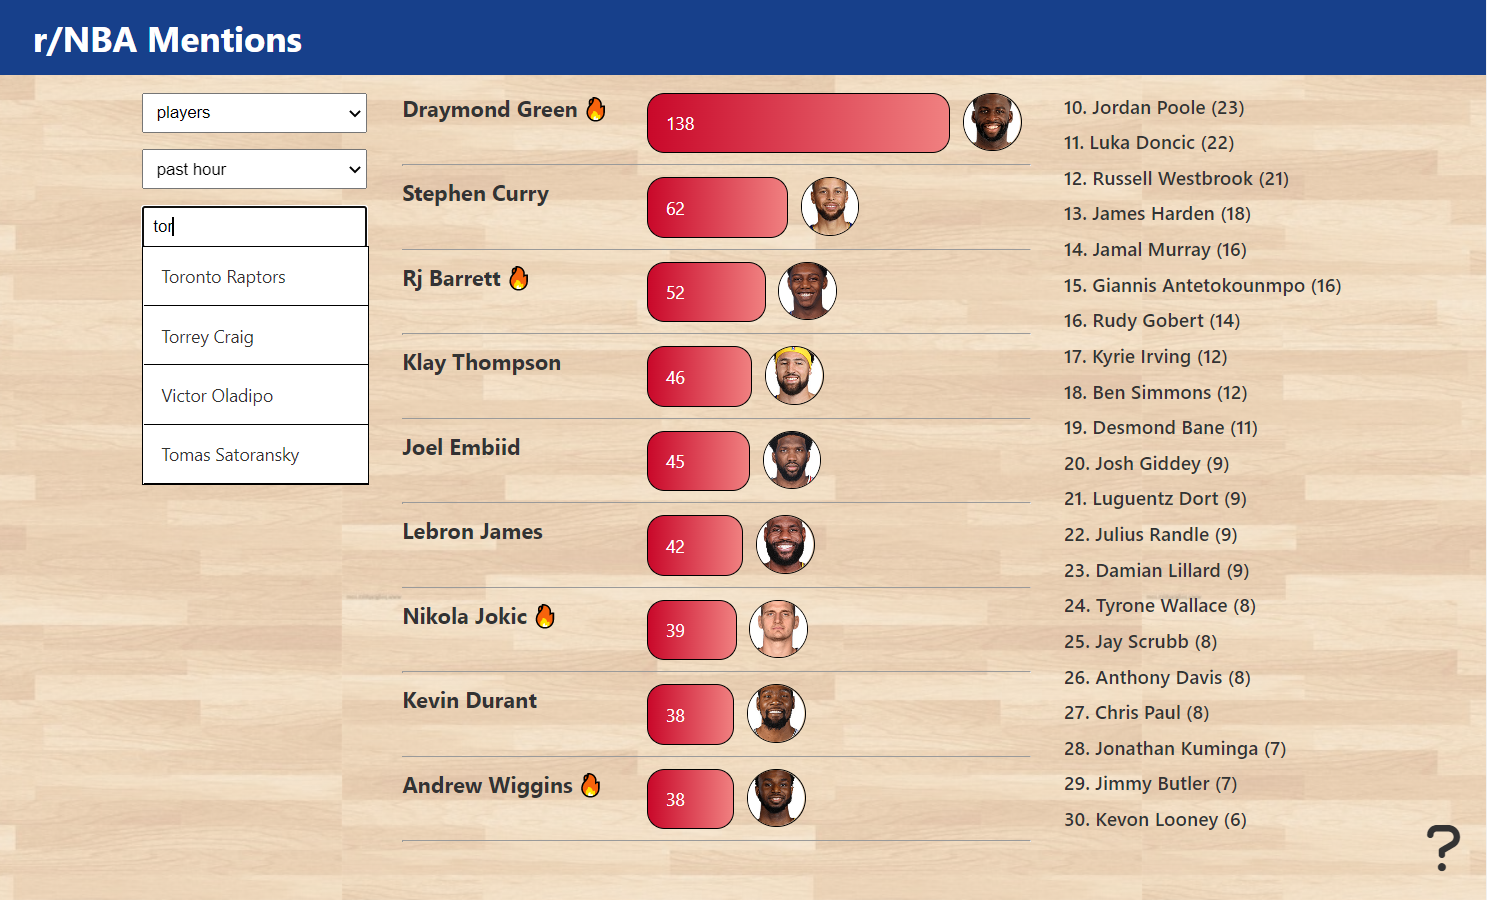 r/NBA Mentions
players
past hour
tor
Toronto Raptors
Torrey Craig
Victor Oladipo
Tomas Satoransky
Draymond Green 🔥
138
Stephen Curry
62
Rj Barrett 🔥
52
Klay Thompson
46
Joel Embiid
45
Lebron James
42
Nikola Jokic 🔥
39
Kevin Durant
38
Andrew Wiggins 🔥
38
10. Jordan Poole (23)
11. Luka Doncic (22)
12. Russell Westbrook (21)
13. James Harden (18)
14. Jamal Murray (16)
15. Giannis Antetokounmpo (16)
16. Rudy Gobert (14)
17. Kyrie Irving (12)
18. Ben Simmons (12)
19. Desmond Bane (11)
20. Josh Giddey (9)
21. Luguentz Dort (9)
22. Julius Randle (9)
23. Damian Lillard (9)
24. Tyrone Wallace (8)
25. Jay Scrubb (8)
26. Anthony Davis (8)
27. Chris Paul (8)
28. Jonathan Kuminga (7)
29. Jimmy Butler (7)
30. Kevon Looney (6)
?